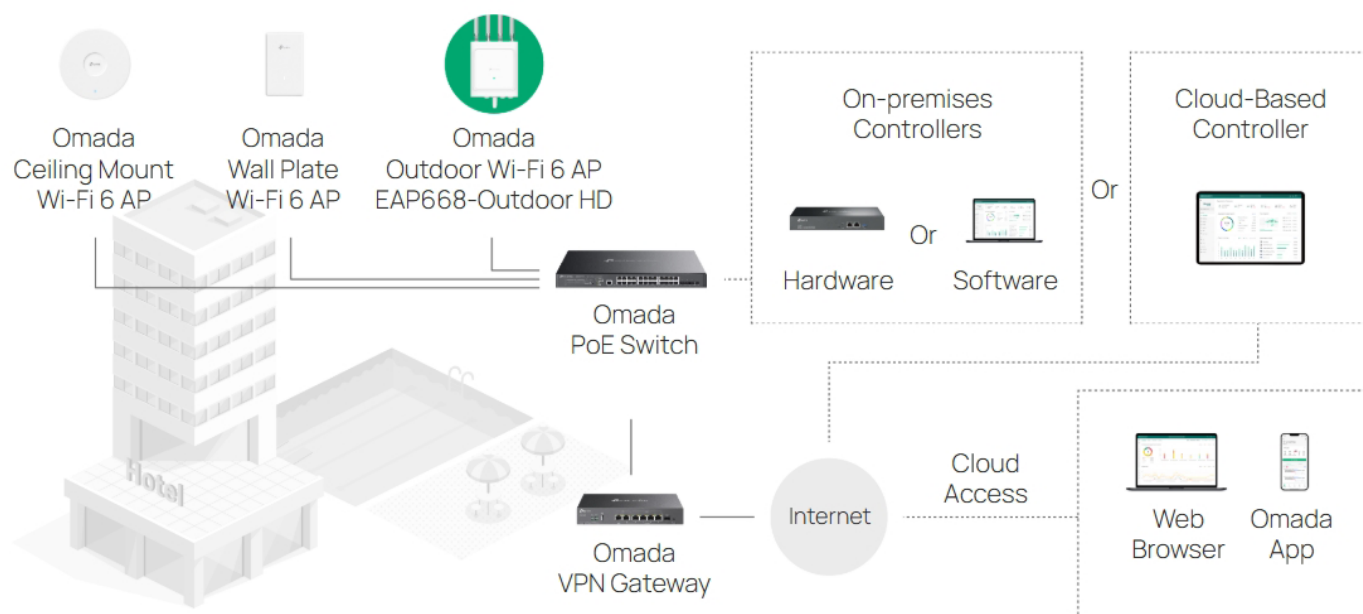 Omada
Ceiling Mount
Wi-Fi 6 AP
Omada
Wall Plate
Wi-Fi 6 AP
Omada
Outdoor Wi-Fi 6 AP
EAP668-Outdoor HD
On-premises
Controllers
Hardware
Or
Software
Or
Cloud-Based
Controller
Omada
PoE Switch
Hotel
Omada
VPN Gateway
Internet
Cloud
Access
Web
Browser
Omada
App